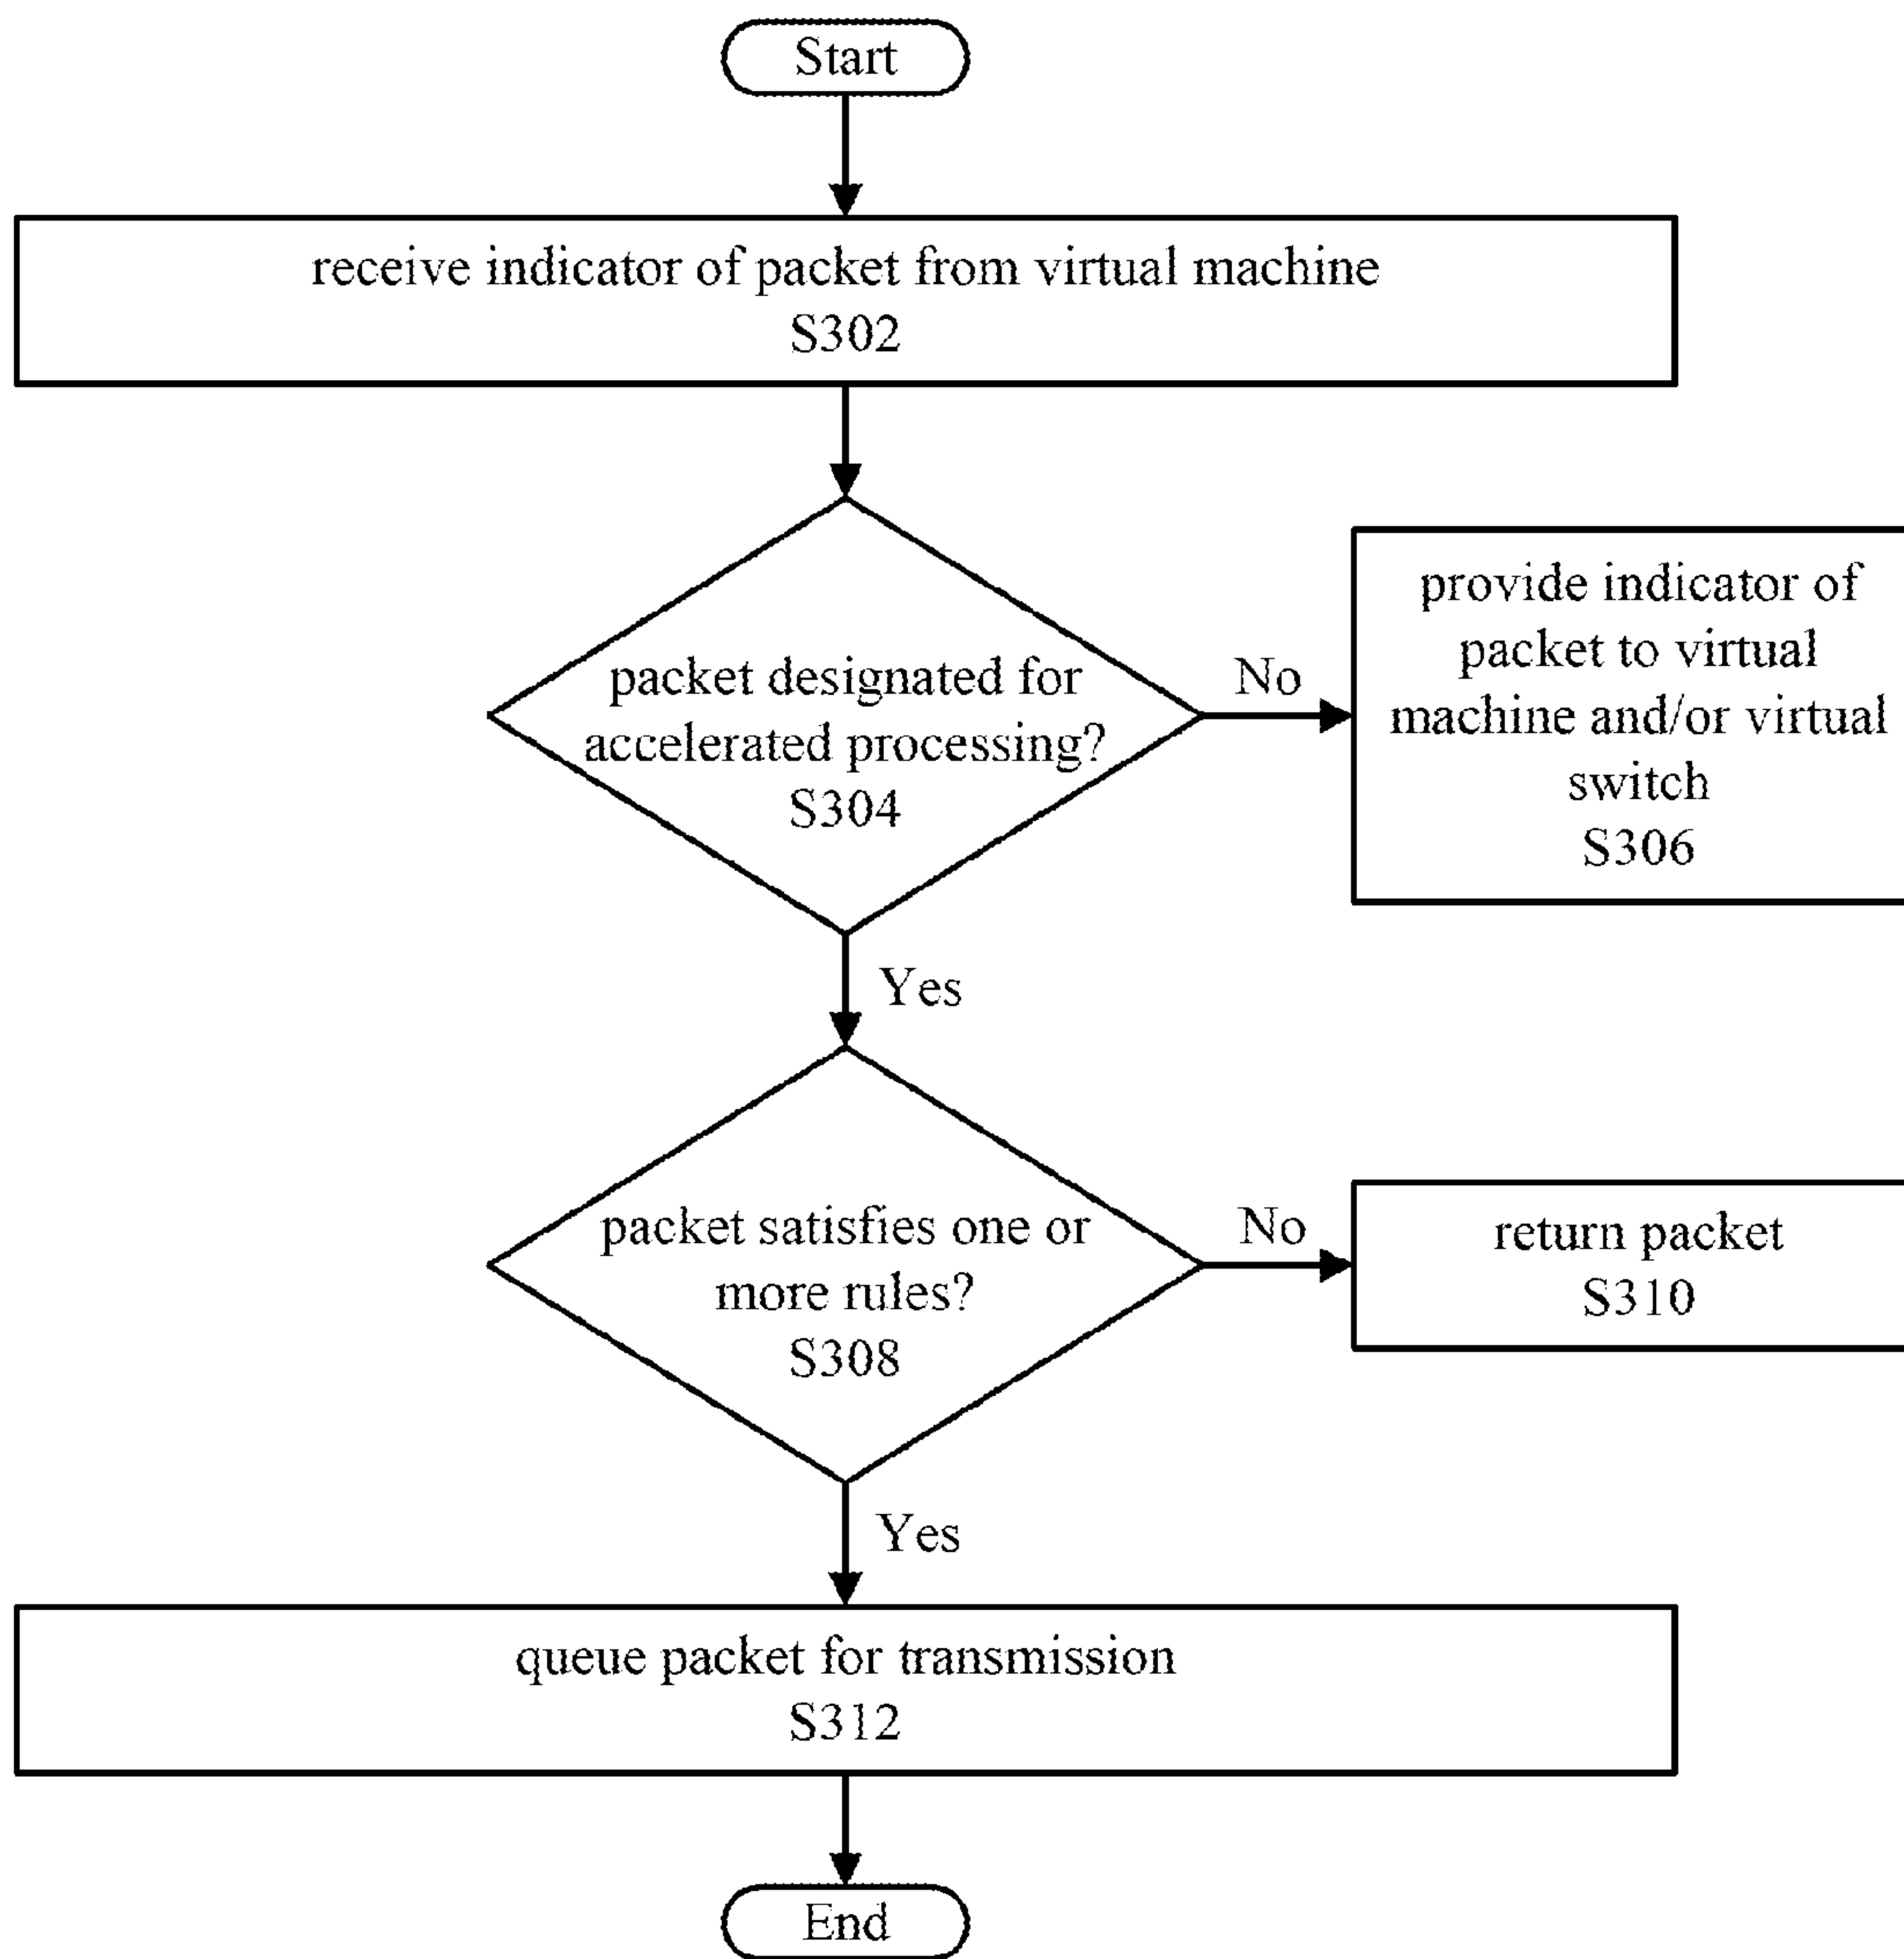 Start
receive indicator of packet from virtual machine
S302
packet designated for
accelerated processing?
S304
No
provide indicator of
packet to virtual
machine and/or virtual
switch
S306
Yes
packet satisfies one or
more rules?
S308
No
return packet
S310
Yes
queue packet for transmission
S312
End